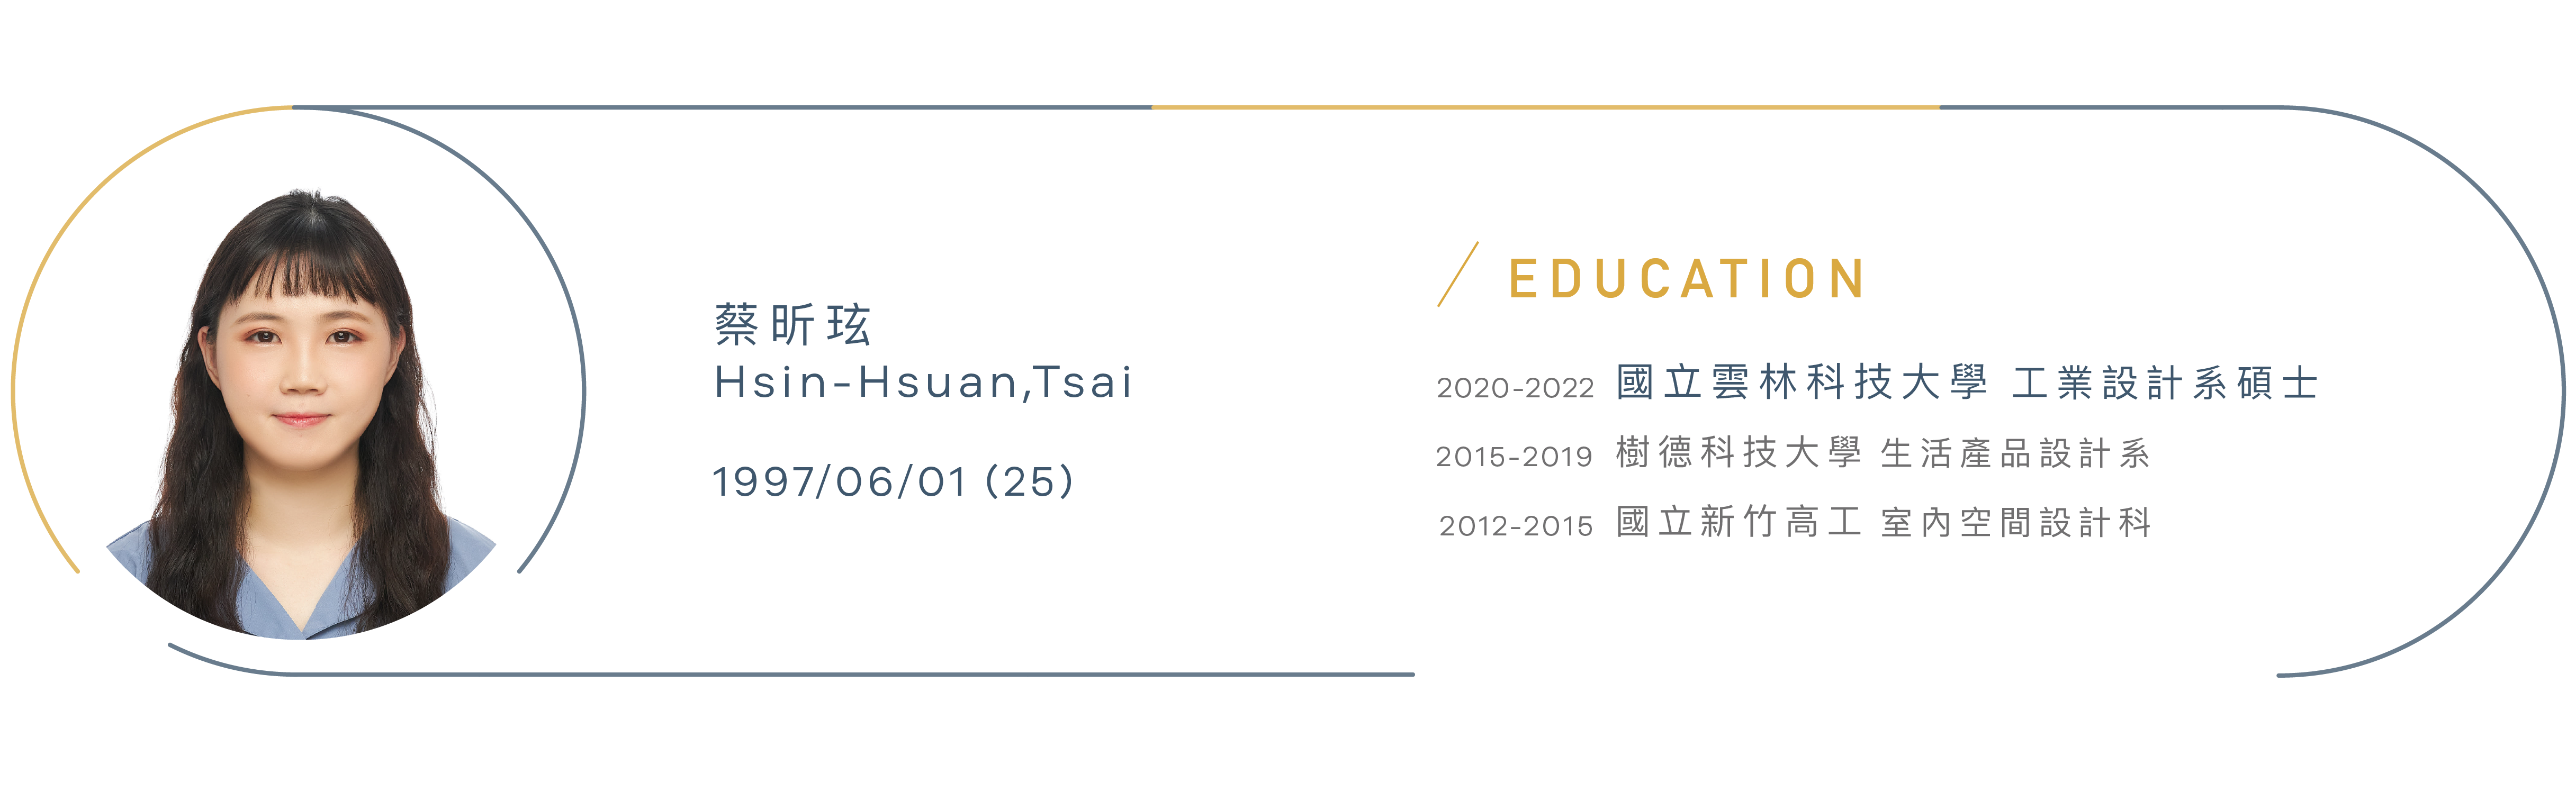 蔡昕玹
Hsin-Hsuan,Tsai
1997/06/01 (25)
EDUCATION
2020-2022 國立雲林科技大學 工業設計系碩士
2015-2019 樹德科技大學 生活產品設計系
2012-2015 國立新竹高工 室內空間設計科